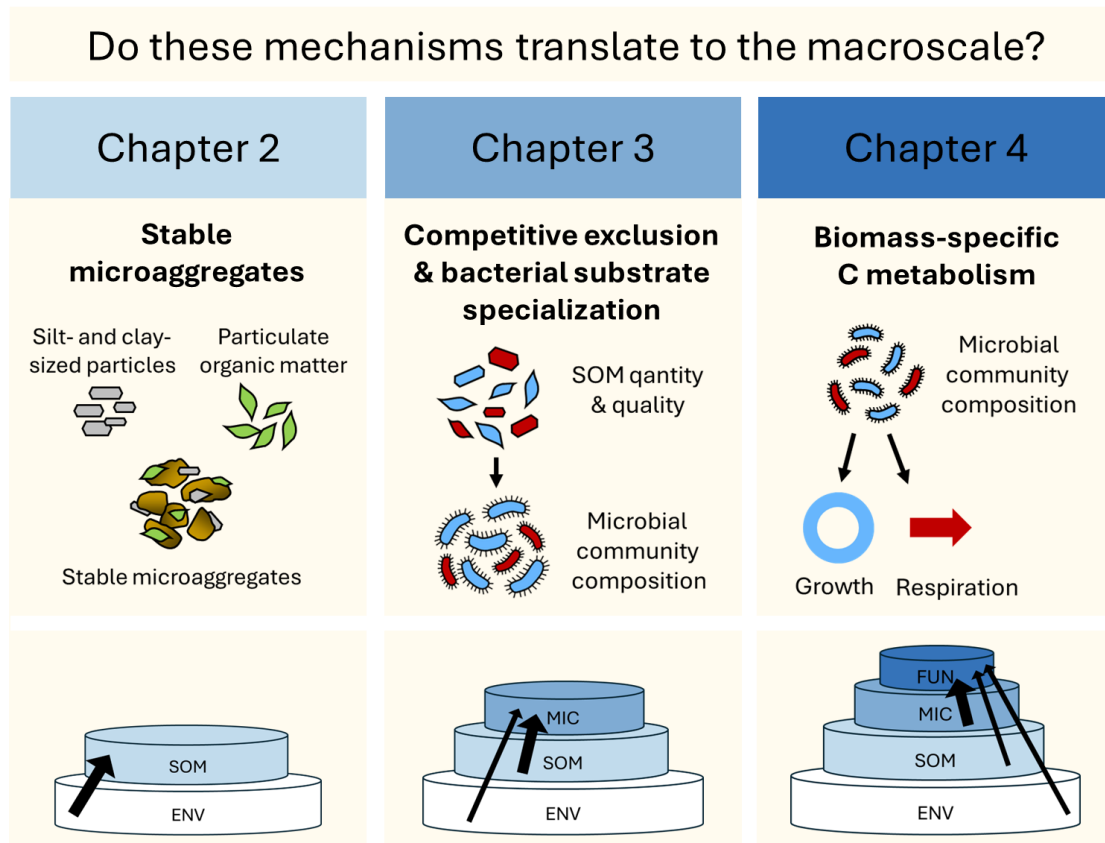 Do these mechanisms translate to the macroscale?
Chapter 2
Stable
microaggregates
Silt- and clay-
sized particles
Particulate
organic matter
Stable microaggregates
SOM
ENV
Chapter 3
Competitive exclusion
& bacterial substrate
specialization
SOM qantity
& quality
Microbial
community
composition
MIC
SOM
ENV
Chapter 4
Biomass-specific
C metabolism
Microbial
community
composition
Growth
Respiration
FUN
MIC
SOM
ENV